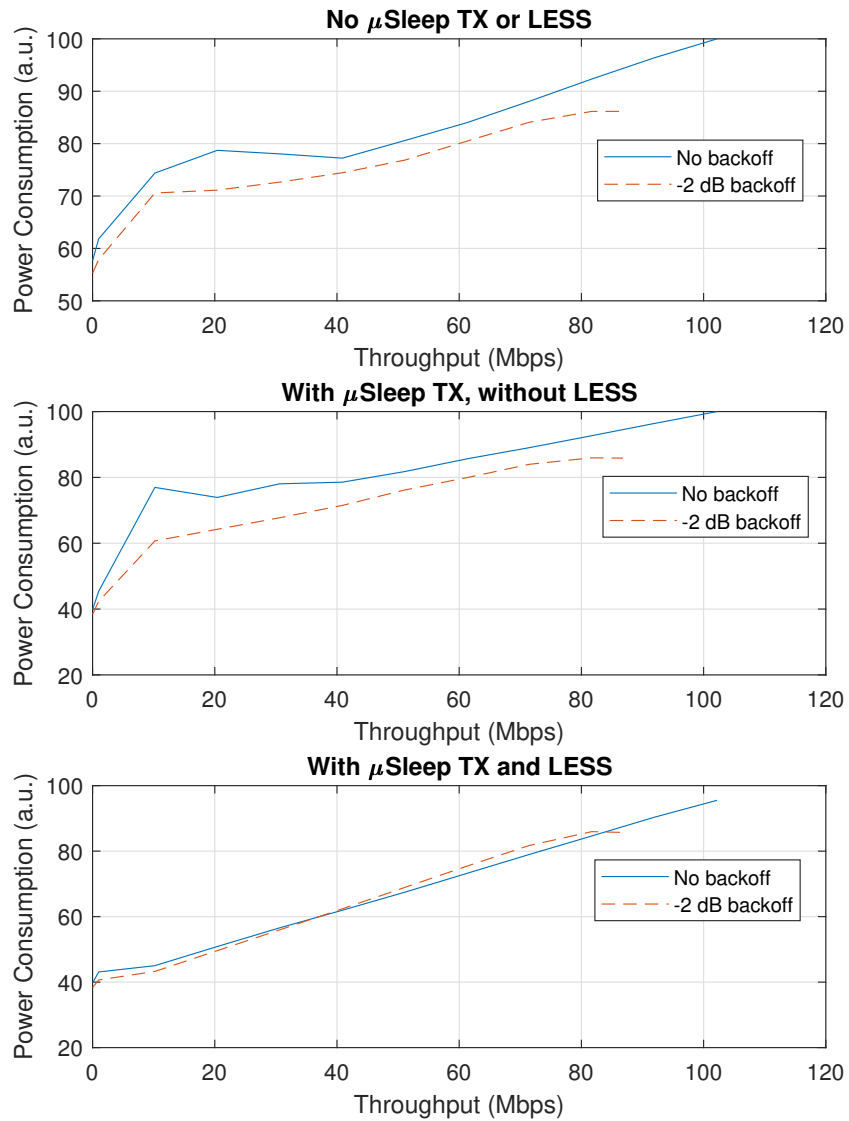 No μSleep TX or LESS
Power Consumption (a.u.)
100
90
80
70
60
50
No backoff
-2 dB backoff
0 20 40 60 80 100 120
Throughput (Mbps)
With μSleep TX, without LESS
Power Consumption (a.u.)
100
80
60
40
20
No backoff
-2 dB backoff
0 20 40 60 80 100 120
Throughput (Mbps)
With μSleep TX and LESS
Power Consumption (a.u.)
100
80
60
40
20
No backoff
-2 dB backoff
0 20 40 60 80 100 120
Throughput (Mbps)